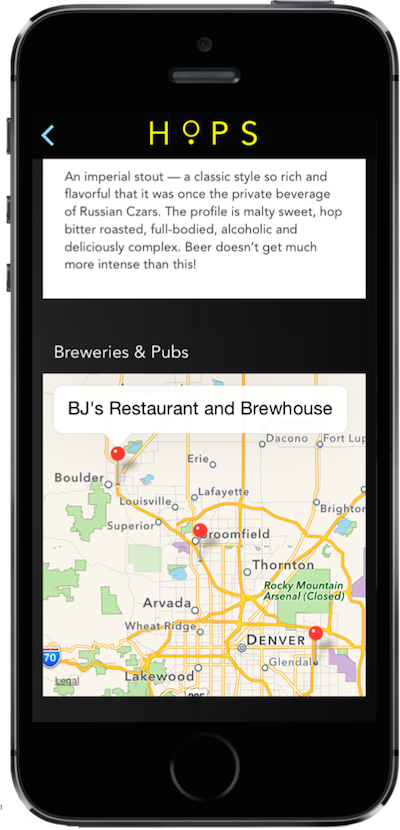 HOPS
An imperial stout — a classic style so rich and
flavorful that it was once the private beverage
of Russian Czars. The profile is malty sweet, hop
bitter roasted, full-bodied, alcoholic and
deliciously complex. Beer doesn’t get much
more intense than this!
Breweries & Pubs
BJ's Restaurant and Brewhouse
Dacono
Fort Lup
Erie
Boulder
Lafayette
Louisville
Brighton
Superior
Broomfield
Thornton
Rocky Mountain
Arsenal (Closed)
Arvada
Wheat Ridge
DENVER
70
Glendale
Legal
Lakewood
285